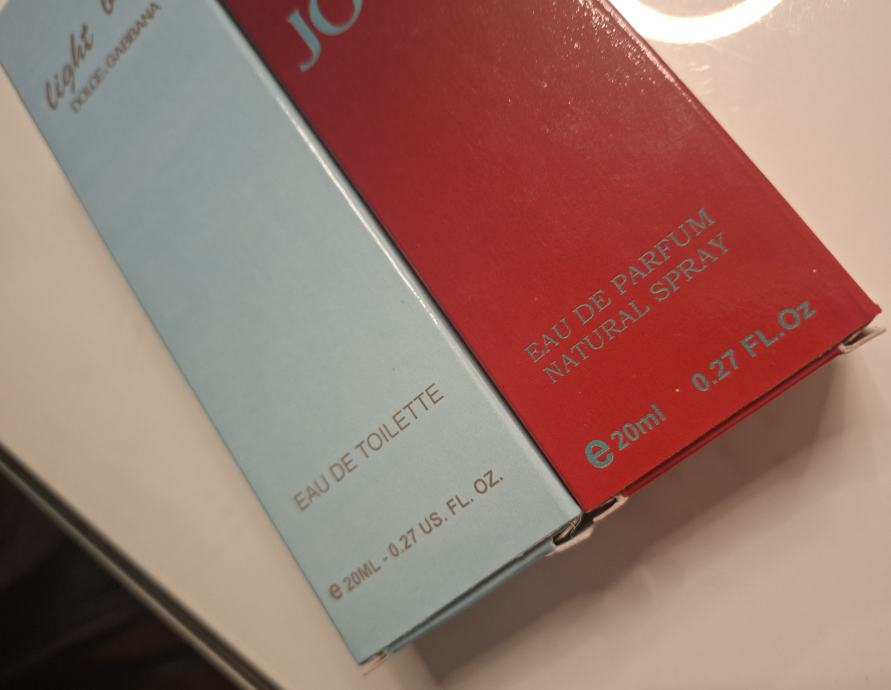 light
DOLCE & GABBANA
EAU DE TOILETTE
e 20ML - 0.27 US. FL. OZ.
JO
EAU DE PARFUM
NATURAL SPRAY
e 20ml 0.27 FL.Oz